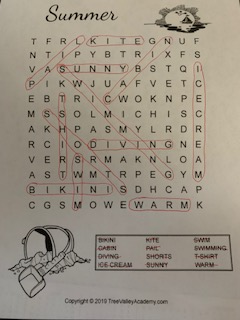 Summer
T F R L K I T E G N U F
N T I P Y B T R I X F S
V A S U N N Y B S T Q I
P I K W J U A F V E T C
E B T R C W O K N P E
M S S O L M I C H I S C
A K H P A S M Y L R D R
R C I O D I V I N G N E
V E R S R M A K N L O A
A S T W M T R P E G Y M
B I K I N I S D H C A P
C G S M O W E W A R M K
BIKINI KITE SWIM
CABIN PAIL SWIMMING
DIVING SHORTS T-SHIRT
ICE CREAM SUNNY WARM
Copyright © 2019 TreeValleyAcademy.com